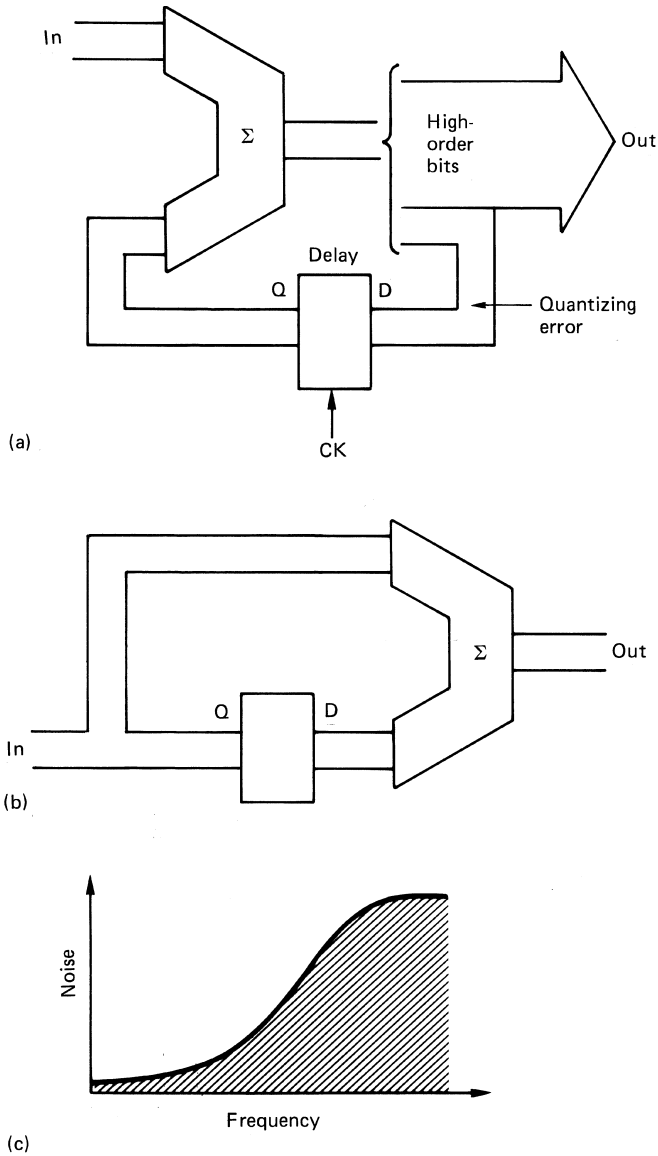 In
Σ
High-
order
bits
Out
Delay
Q
D
Quantizing
error
CK
(a)
Σ
Out
Q
D
In
(b)
Noise
Frequency
(c)